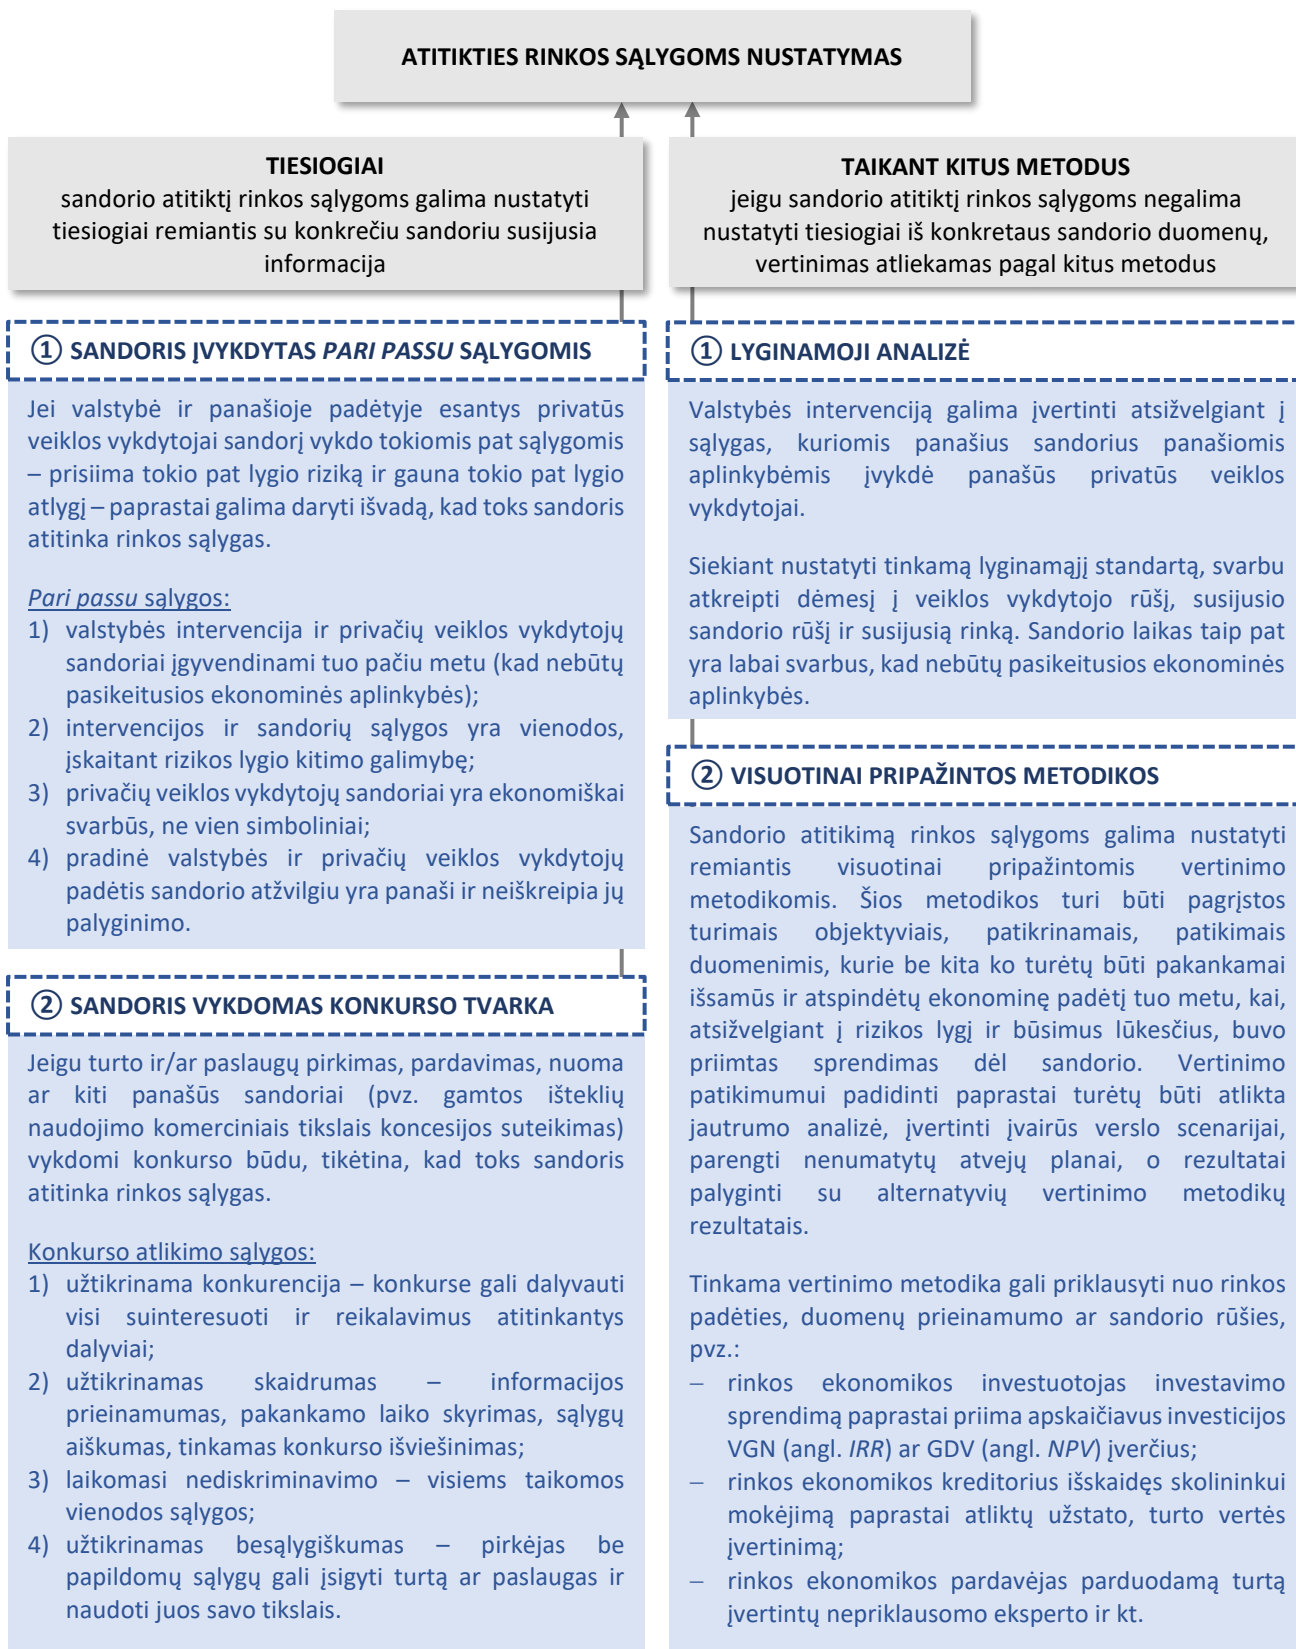 ATITIKTIES RINKOS SĄLYGOMS NUSTATYMAS
TIESIOGIAI
sandorio atitiktį rinkos sąlygoms galima nustatyti
tiesiogiai remiantis su konkrečiu sandoriu susijusia
informacija
① SANDORIS ĮVYKDYTAS PARI PASSU SĄLYGOMIS
Jei valstybė ir panašioje padėtyje esantys privatūs
veiklos vykdytojai sandorį vykdo tokiomis pat sąlygomis
– prisiima tokio pat lygio riziką ir gauna tokio pat lygio
atlygį – paprastai galima daryti išvadą, kad toks sandoris
atitinka rinkos sąlygas.
Pari passu sąlygos:
1) valstybės intervencija ir privačių veiklos vykdytojų
sandoriai įgyvendinami tuo pačiu metu (kad nebūtų
pasikeitusios ekonominės aplinkybės);
2) intervencijos ir sandorių sąlygos yra vienodos,
įskaitant rizikos lygio kitimo galimybę;
3) privačių veiklos vykdytojų sandoriai yra ekonomiškai
svarbūs, ne vien simboliniai;
4) pradinė valstybės ir privačių veiklos vykdytojų
padėtis sandorio atžvilgiu yra panaši ir neiškreipia jų
palyginimo.
② SANDORIS VYKDOMAS KONKURSO TVARKA
Jeigu turto ir/ar paslaugų pirkimas, pardavimas, nuoma
ar kiti panašūs sandoriai (pvz. gamtos išteklių
naudojimo komerciniais tikslais koncesijos suteikimas)
vykdomi konkurso būdu, tikėtina, kad toks sandoris
atitinka rinkos sąlygas.
Konkurso atlikimo sąlygos:
1) užtikrinama konkurencija – konkurse gali dalyvauti
visi suinteresuoti ir reikalavimus atitinkantys
dalyviai;
2) užtikrinamas skaidrumas – informacijos
prieinamumas, pakankamo laiko skyrimas, sąlygų
aiškumas, tinkamas konkurso išviešinimas;
3) laikomasi nediskriminavimo – visiems taikomos
vienodos sąlygos;
4) užtikrinamas besąlygiškumas – pirkėjas be
papildomų sąlygų gali įsigyti turtą ar paslaugas ir
naudoti juos savo tikslais.
TAIKANT KITUS METODUS
jeigu sandorio atitiktį rinkos sąlygoms negalima
nustatyti tiesiogiai iš konkretaus sandorio duomenų,
vertinimas atliekamas pagal kitus metodus
① LYGINAMOJI ANALIZĖ
Valstybės intervenciją galima įvertinti atsižvelgiant į
sąlygas, kuriomis panašius sandorius panašiomis
aplinkybėmis įvykdė panašūs privatūs veiklos
vykdytojai.
Siekiant nustatyti tinkamą lyginamąjį standartą, svarbu
atkreipti dėmesį į veiklos vykdytojo rūšį, susijusio
sandorio rūšį ir susijusią rinką. Sandorio laikas taip pat
yra labai svarbus, kad nebūtų pasikeitusios ekonominės
aplinkybės.
② VISUOTINAI PRIPAŽINTOS METODIKOS
Sandorio atitikimą rinkos sąlygoms galima nustatyti
remiantis visuotinai pripažintomis vertinimo
metodikomis. Šios metodikos turi būti pagrįstos
turimais objektyviais, patikrinamais, patikimais
duomenimis, kurie be kita ko turėtų būti pakankamai
išsamūs ir atspindėtų ekonominę padėtį tuo metu, kai,
atsižvelgiant į rizikos lygį ir būsimus lūkesčius, buvo
priimtas sprendimas dėl sandorio. Vertinimo
patikimumui padidinti paprastai turėtų būti atlikta
jautrumo analizė, įvertinti įvairūs verslo scenarijai,
parengti nenumatytų atvejų planai, o rezultatai
palyginti su alternatyvių vertinimo metodikų
rezultatais.
Tinkama vertinimo metodika gali priklausyti nuo rinkos
padėties, duomenų prieinamumo ar sandorio rūšies,
pvz.:
– rinkos ekonomikos investuotojas investavimo
sprendimą paprastai priima apskaičiavus investicijos
VGN (angl. IRR) ar GDV (angl. NPV) įverčius;
– rinkos ekonomikos kreditorius išskaidęs skolininkui
mokėjimą paprastai atliktų užstato, turto vertės
įvertinimą;
– rinkos ekonomikos pardavėjas parduodamą turtą
įvertintų nepriklausomo eksperto ir kt.